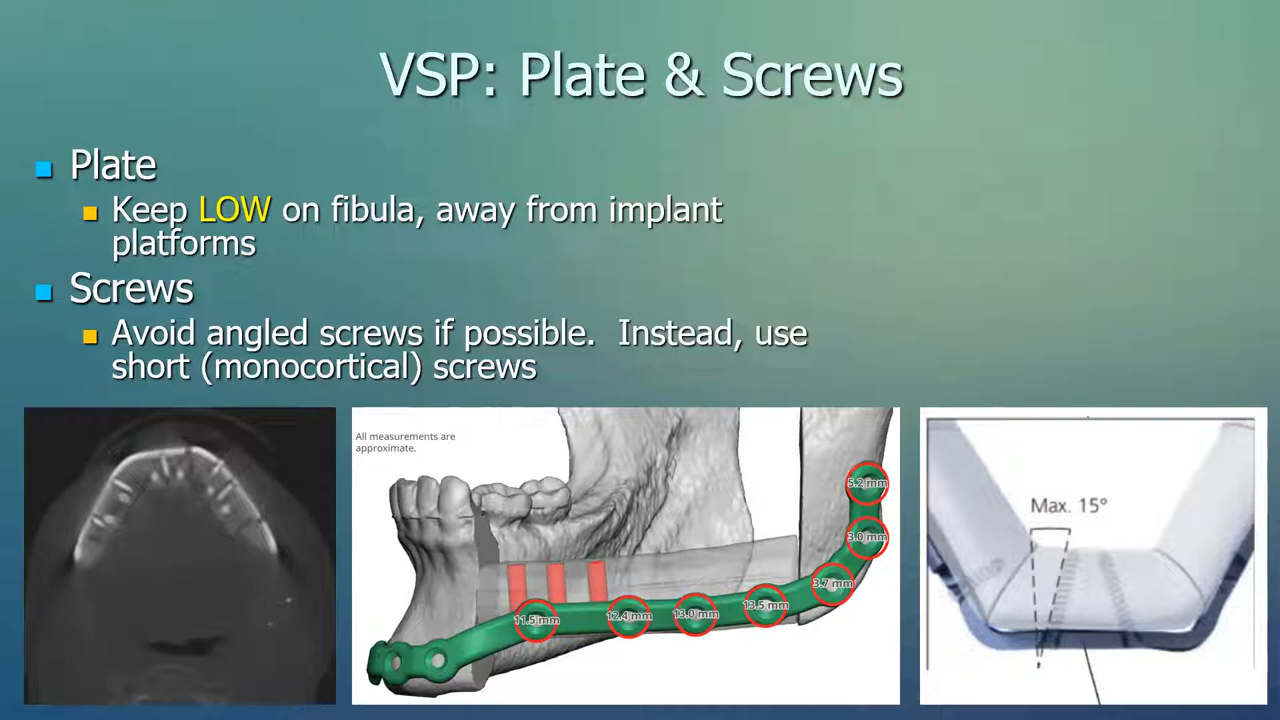 VSP: Plate & Screws
Plate
Keep LOW on fibula, away from implant
platforms
Screws
Avoid angled screws if possible.  Instead, use
short (monocortical) screws
All measurements are
approximate.
5.2 mm
3.0 mm
3.7 mm
11.5 mm
12.4 mm
13.0 mm
13.5 mm
Max. 15°